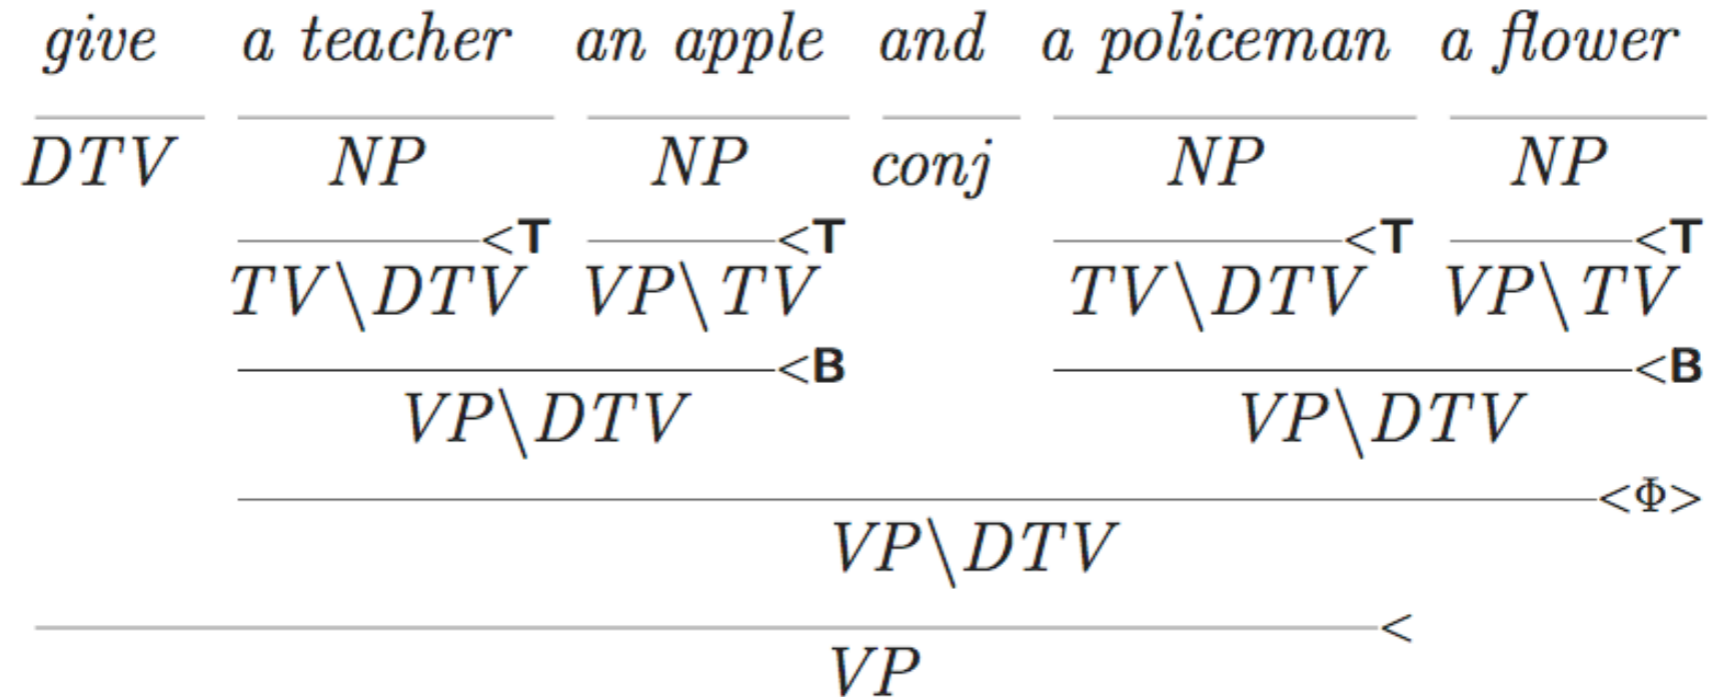 give a teacher an apple and a policeman a flower
DTV NP NP conj NP NP
<T <T <T <T
TV\DTV VP\TV TV\DTV VP\TV
<B <B
VP\DTV VP\DTV
<Φ>
VP\DTV
<
VP